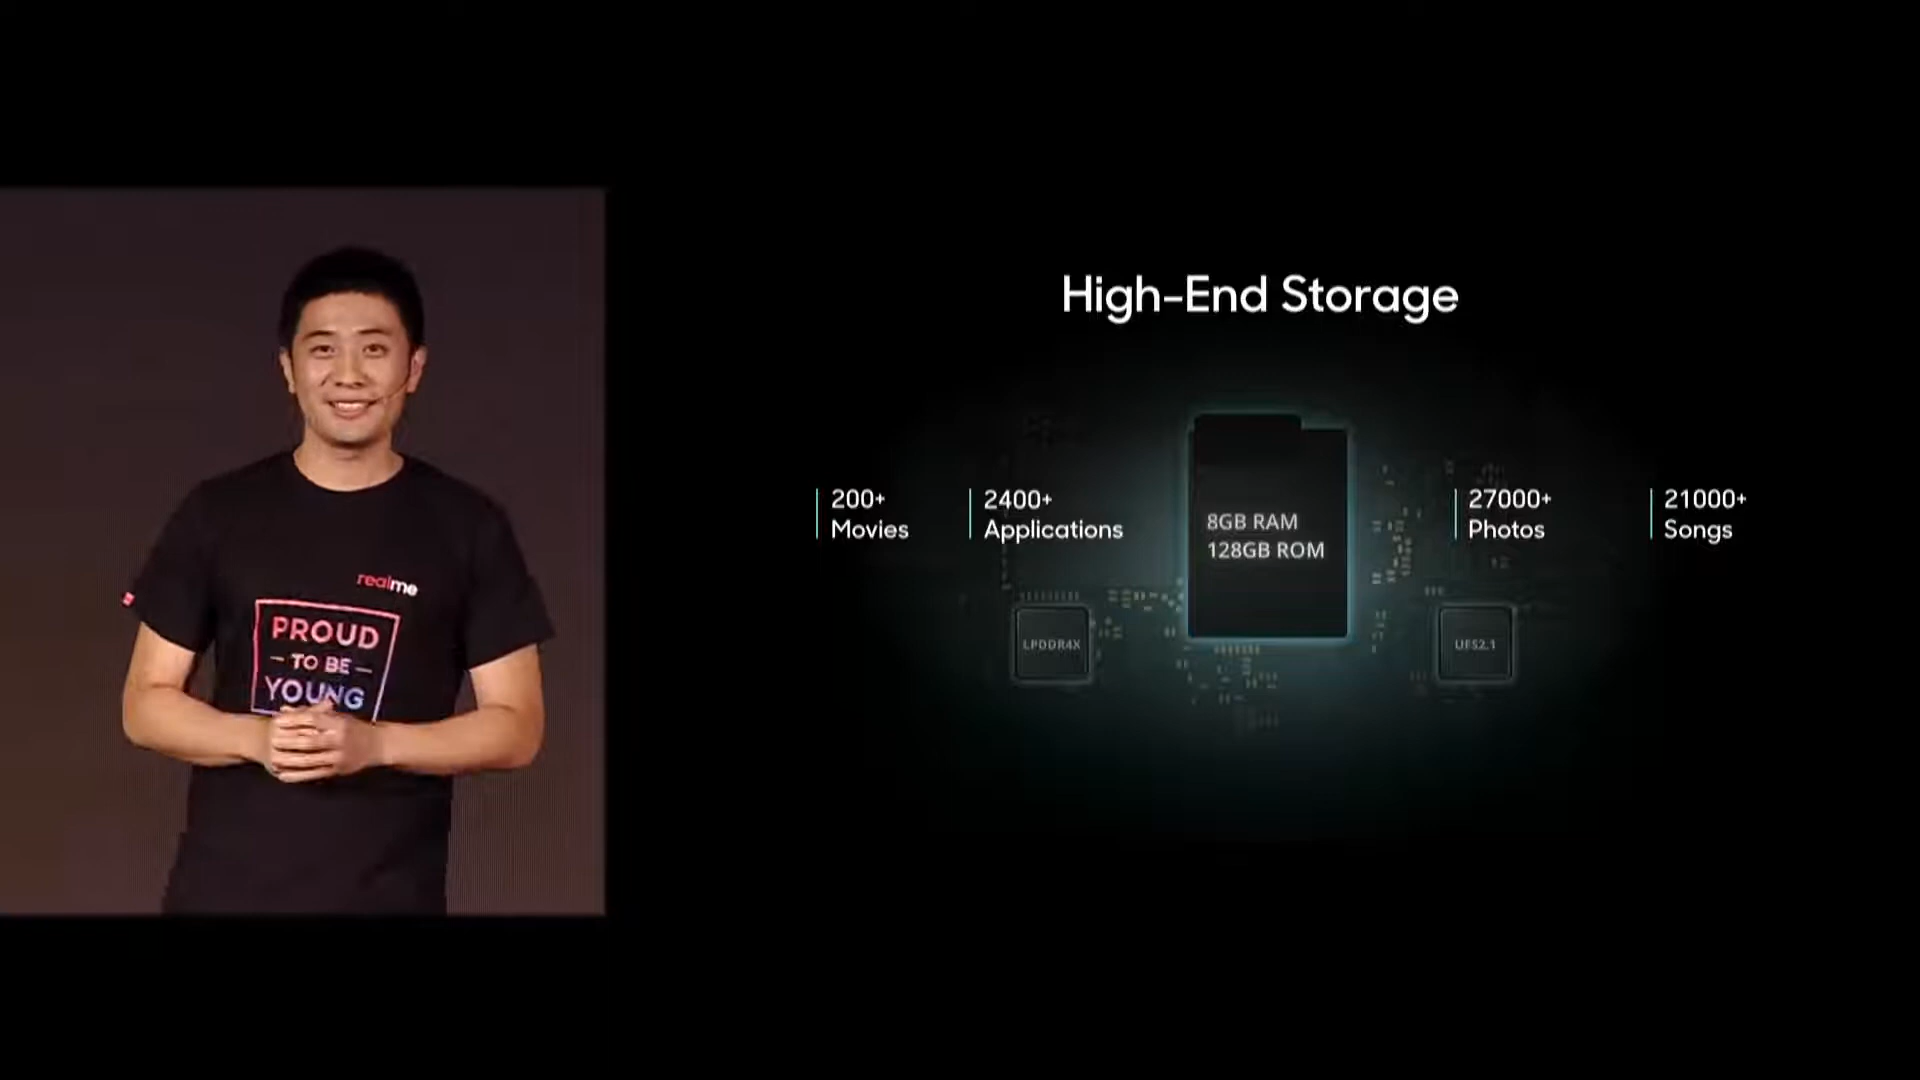 High-End Storage
200+
Movies
2400+
Applications
8GB RAM
128GB ROM
27000+
Photos
21000+
Songs
LPDDR4X
UFS2.1
realme
PROUD
TO BE
YOUNG